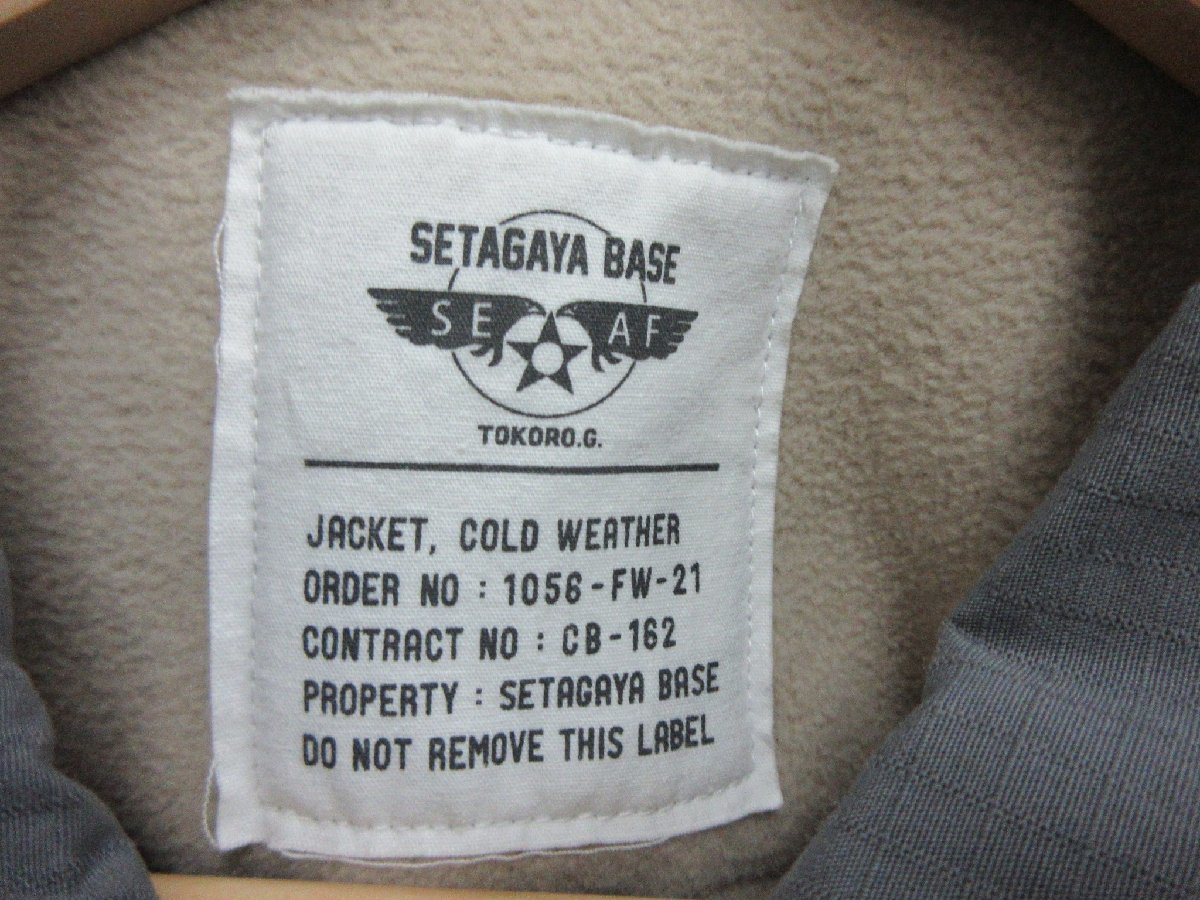 SETAGAYA BASE
SE AF
TOKORO.G.
JACKET, COLD WEATHER
ORDER NO : 1056-FW-21
CONTRACT NO : CB-162
PROPERTY : SETAGAYA BASE
DO NOT REMOVE THIS LABEL